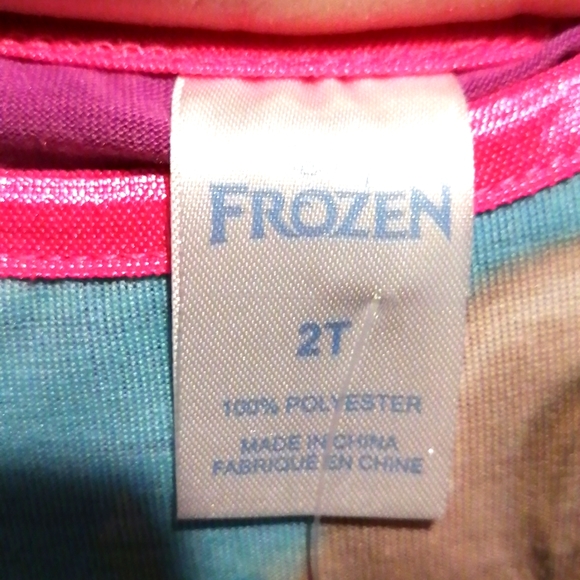 FROZEN
2T
100% POLYESTER
MADE IN CHINA
FABRIQUÉ EN CHINE